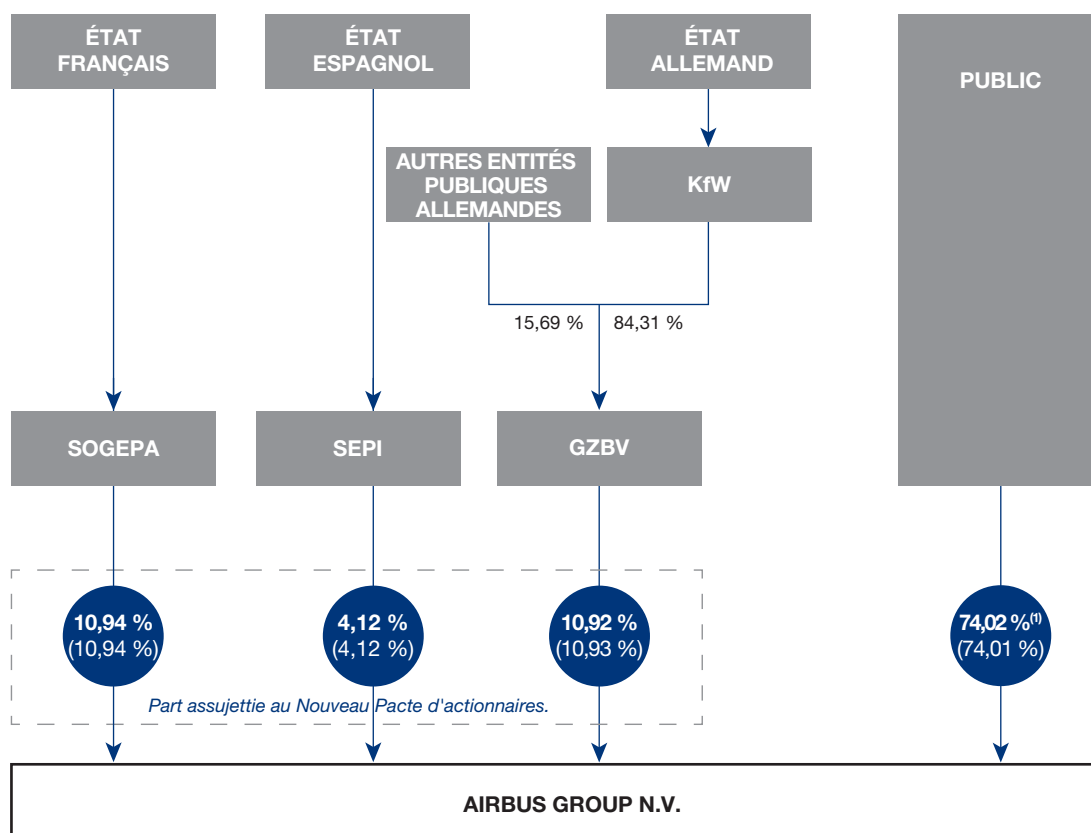 ÉTAT
FRANÇAIS
ÉTAT
ESPAGNOL
ÉTAT
ALLEMAND
PUBLIC
AUTRES ENTITÉS
PUBLIQUES
ALLEMANDES
KfW
15,69 %
84,31 %
SOGEPA
SEPI
GZBV
10,94 %
(10,94 %)
4,12 %
(4,12 %)
10,92 %
(10,93 %)
74,02 %(1)
(74,01 %)
Part assujettie au Nouveau Pacte d'actionnaires.
AIRBUS GROUP N.V.